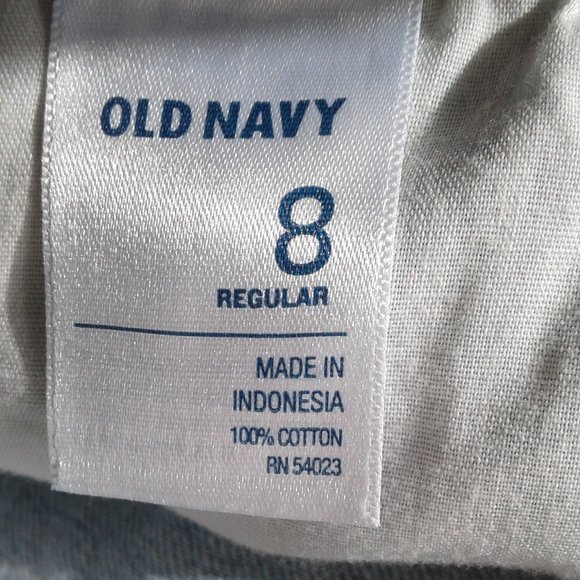 OLD NAVY
8
REGULAR
MADE IN
INDONESIA
100% COTTON
RN 54023